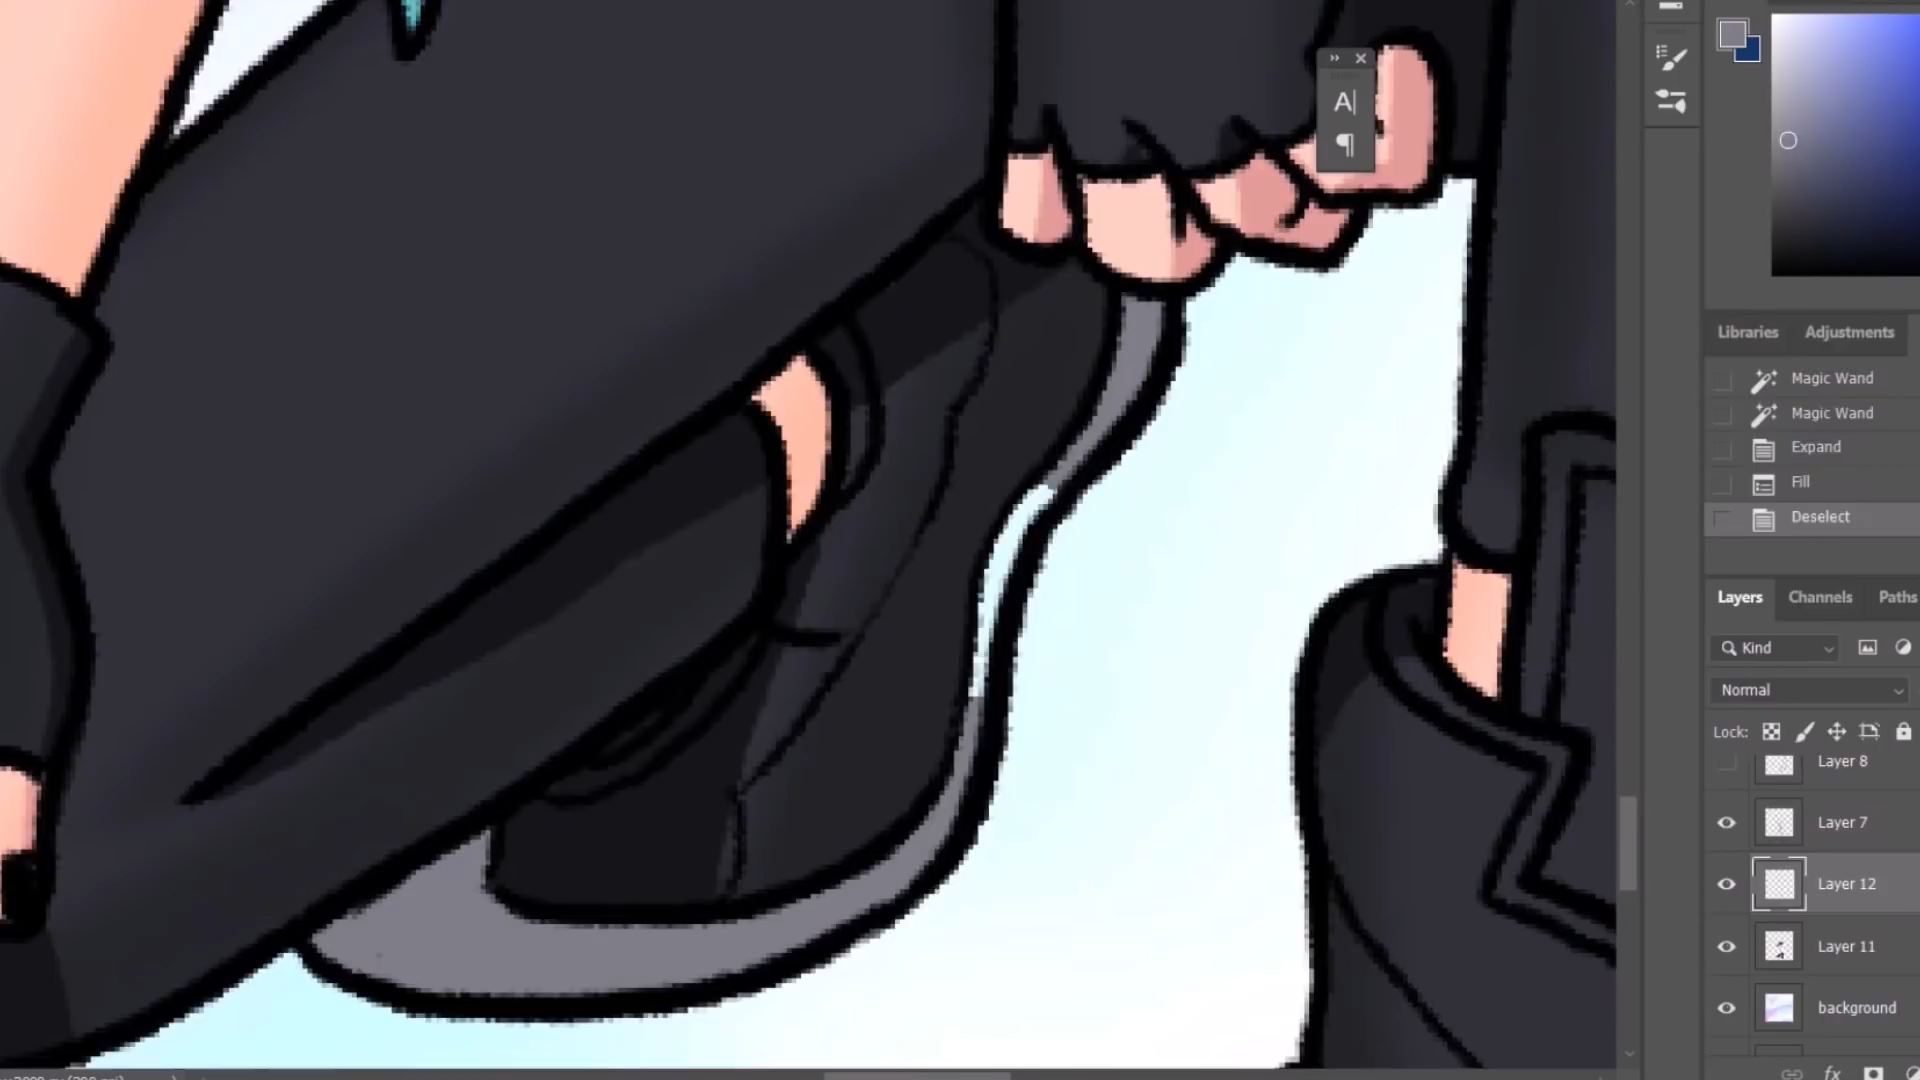 A|
¶
Libraries Adjustments
Magic Wand
Magic Wand
Expand
Fill
Deselect
Layers Channels Paths
Kind
Normal
Lock:
Layer 8
Layer 7
Layer 12
Layer 11
background
fx